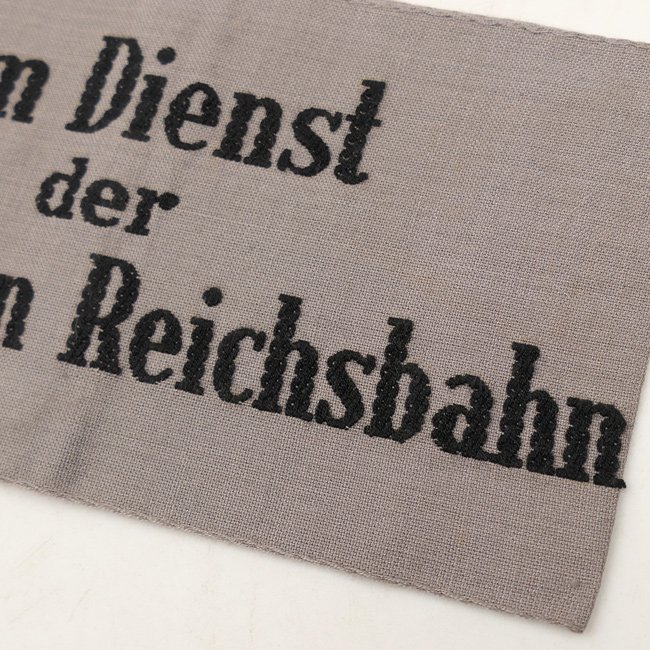 m Dienst
der
n Reichsbahn